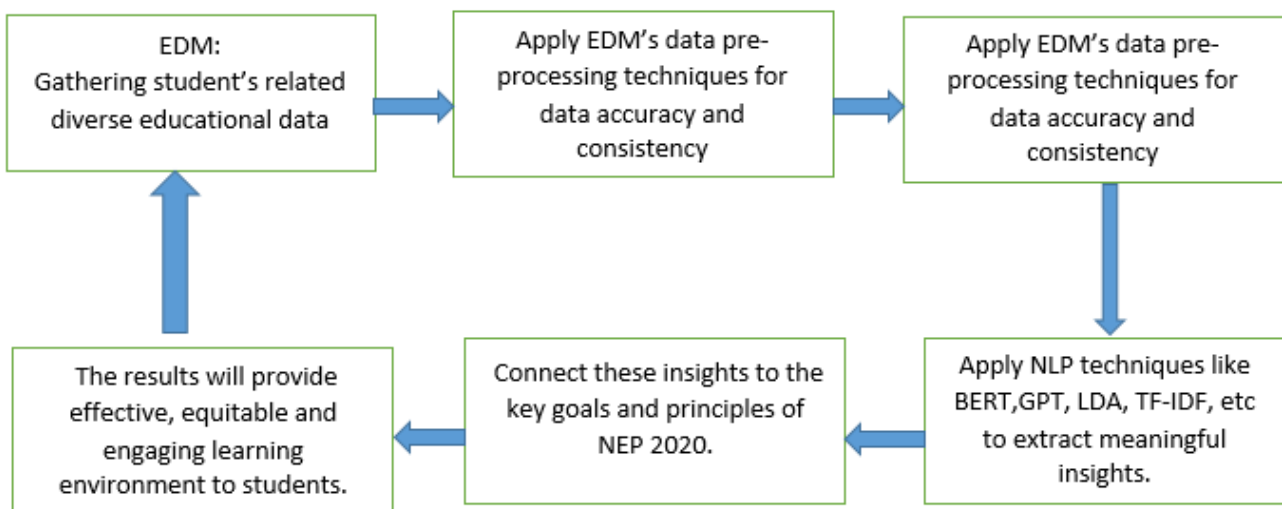 EDM:
Gathering student's related
diverse educational data
Apply EDM's data pre-
processing techniques for
data accuracy and
consistency
Apply EDM's data pre-
processing techniques for
data accuracy and
consistency
Apply NLP techniques like
BERT,GPT, LDA, TF-IDF, etc
to extract meaningful
insights.
Connect these insights to the
key goals and principles of
NEP 2020.
The results will provide
effective, equitable and
engaging learning
environment to students.